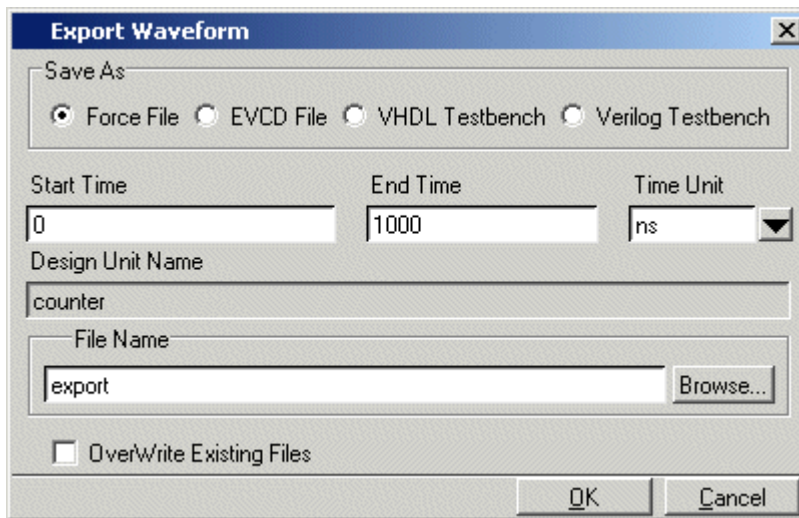 Export Waveform
Save As
Force File EVCD File VHDL Testbench Verilog Testbench
Start Time End Time Time Unit
0 1000 ns
Design Unit Name
counter
File Name
export Browse...
OverWrite Existing Files
OK Cancel